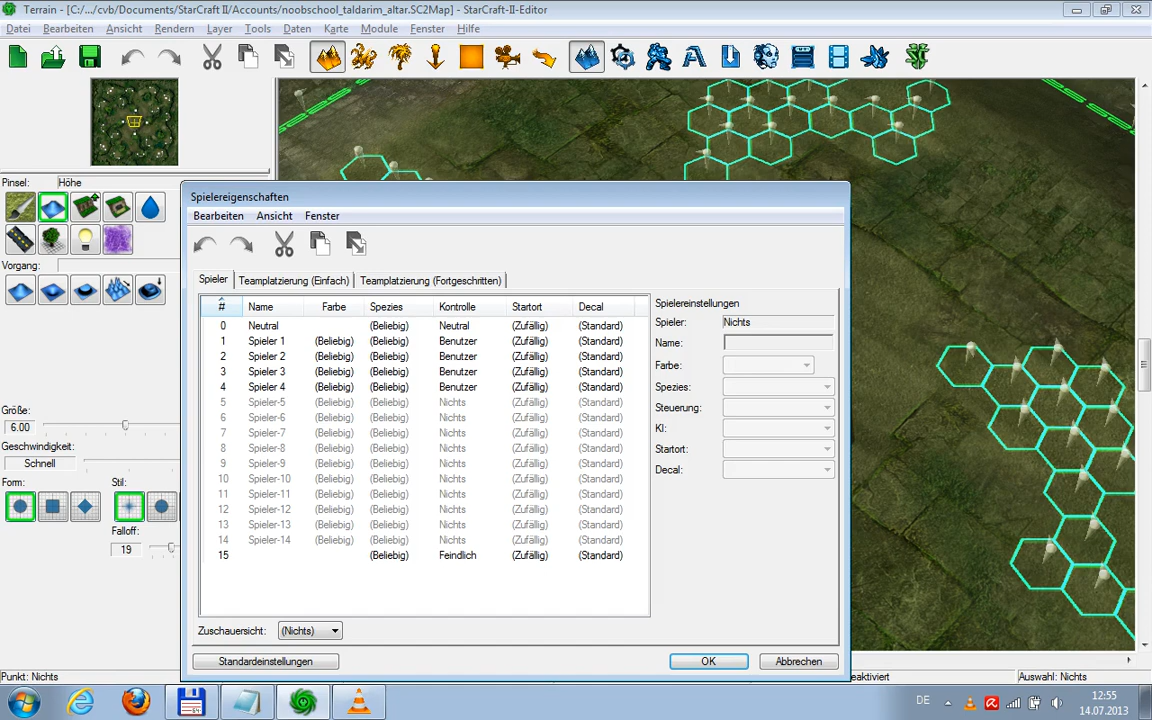 Terrain - [C:/.../cvb/Documents/StarCraft II/Accounts/noobschool_taldarim_altar.SC2Map] - StarCraft-II-Editor
Datei Bearbeiten Ansicht Rendern Layer Tools Daten Karte Module Fenster Hilfe
Pinsel: Höhe
Vorgang:
Größe:
6.00
Geschwindigkeit:
Schnell
Form: Stil:
Falloff:
19
Punkt: Nichts
Spielereigenschaften
Bearbeiten Ansicht Fenster
Spieler Teamplatzierung (Einfach) Teamplatzierung (Fortgeschritten)
# Name Farbe Spezies Kontrolle Startort Decal
0 Neutral (Beliebig) Neutral (Zufällig) (Standard)
1 Spieler 1 (Beliebig) (Beliebig) Benutzer (Zufällig) (Standard)
2 Spieler 2 (Beliebig) (Beliebig) Benutzer (Zufällig) (Standard)
3 Spieler 3 (Beliebig) (Beliebig) Benutzer (Zufällig) (Standard)
4 Spieler 4 (Beliebig) (Beliebig) Benutzer (Zufällig) (Standard)
5 Spieler-5 (Beliebig) (Beliebig) Nichts (Zufällig) (Standard)
6 Spieler-6 (Beliebig) (Beliebig) Nichts (Zufällig) (Standard)
7 Spieler-7 (Beliebig) (Beliebig) Nichts (Zufällig) (Standard)
8 Spieler-8 (Beliebig) (Beliebig) Nichts (Zufällig) (Standard)
9 Spieler-9 (Beliebig) (Beliebig) Nichts (Zufällig) (Standard)
10 Spieler-10 (Beliebig) (Beliebig) Nichts (Zufällig) (Standard)
11 Spieler-11 (Beliebig) (Beliebig) Nichts (Zufällig) (Standard)
12 Spieler-12 (Beliebig) (Beliebig) Nichts (Zufällig) (Standard)
13 Spieler-13 (Beliebig) (Beliebig) Nichts (Zufällig) (Standard)
14 Spieler-14 (Beliebig) (Beliebig) Nichts (Zufällig) (Standard)
15 (Beliebig) Feindlich (Zufällig) (Standard)
Spielereinstellungen
Spieler: Nichts
Name:
Farbe:
Spezies:
Steuerung:
KI:
Startort:
Decal:
Zuschauersicht: (Nichts)
Standardeinstellungen OK Abbrechen
eaktiviert
Auswahl: Nichts
DE
12:55
14.07.2013